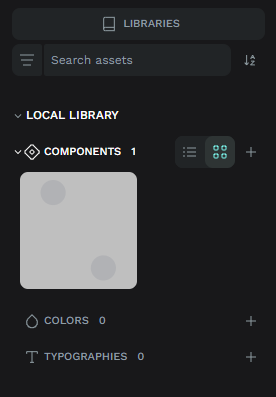 LIBRARIES
Search assets
LOCAL LIBRARY
COMPONENTS 1
COLORS 0
TYPOGRAPHIES 0